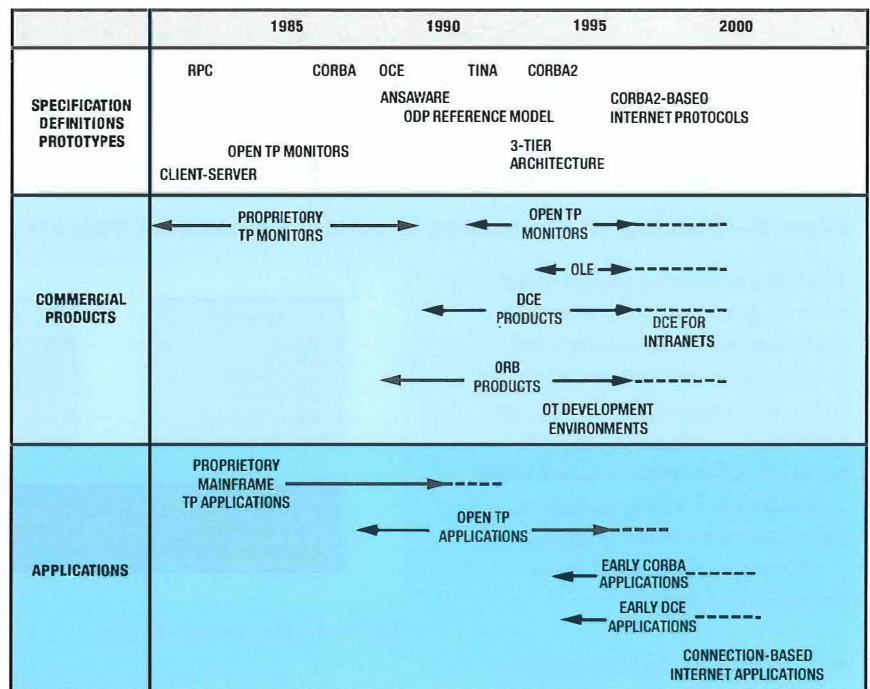 1985 1990 1995 2000
SPECIFICATION
DEFINITIONS
PROTOTYPES
RPC CORBA OCE TINA CORBA2
ANSAWARE
ODP REFERENCE MODEL
CORBA2-BASEO
INTERNET PROTOCOLS
OPEN TP MONITORS
3-TIER
ARCHITECTURE
CLIENT-SERVER
COMMERCIAL
PRODUCTS
PROPRIETORY
TP MONITORS
OPEN TP
MONITORS
OLE
DCE
PRODUCTS
DCE FOR
INTRANETS
ORB
PRODUCTS
OT DEVELOPMENT
ENVIRONMENTS
APPLICATIONS
PROPRIETORY
MAINFRAME
TP APPLICATIONS
OPEN TP
APPLICATIONS
EARLY CORBA
APPLICATIONS
EARLY DCE
APPLICATIONS
CONNECTION-BASED
INTERNET APPLICATIONS